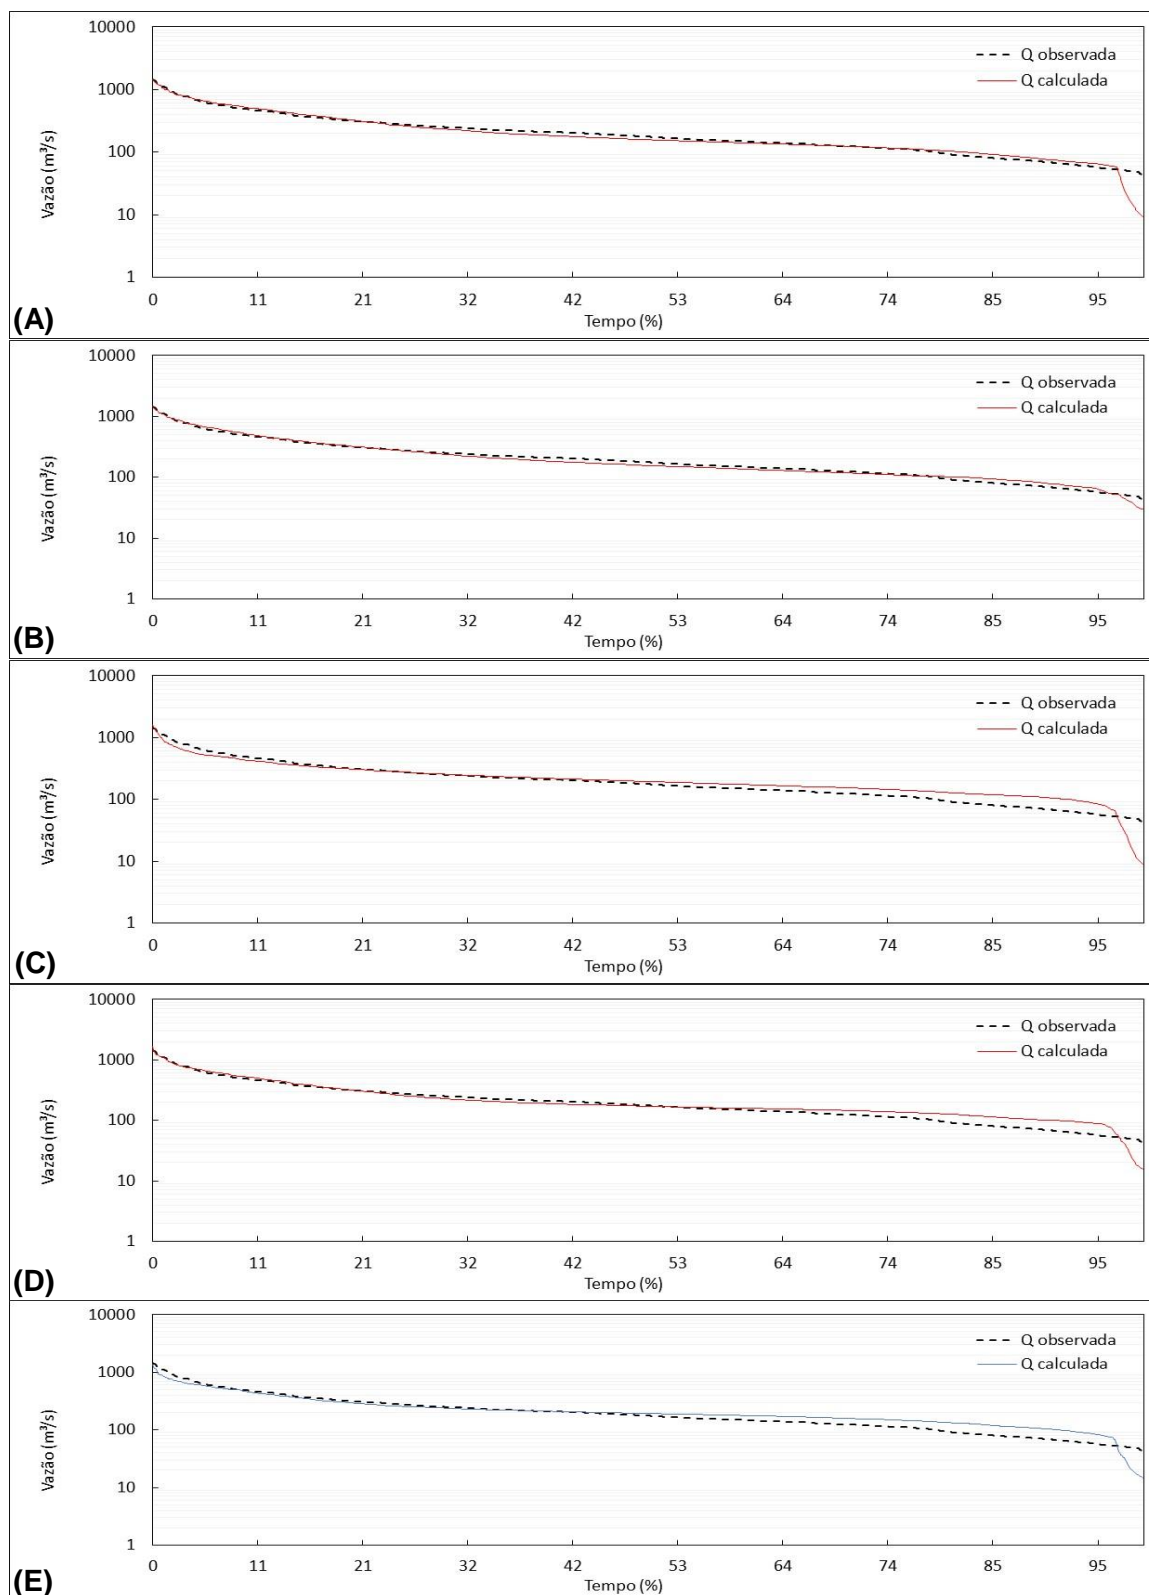 10000
1000
100
10
1
Vazão (m³/s)
Q observada
Q calculada
0 11 21 32 42 53 64 74 85 95
Tempo (%)
(A)
10000
1000
100
10
1
Vazão (m³/s)
Q observada
Q calculada
0 11 21 32 42 53 64 74 85 95
Tempo (%)
(B)
10000
1000
100
10
1
Vazão (m³/s)
Q observada
Q calculada
0 11 21 32 42 53 64 74 85 95
Tempo (%)
(C)
10000
1000
100
10
1
Vazão (m³/s)
Q observada
Q calculada
0 11 21 32 42 53 64 74 85 95
Tempo (%)
(D)
10000
1000
100
10
1
Vazão (m³/s)
Q observada
Q calculada
0 11 21 32 42 53 64 74 85 95
Tempo (%)
(E)